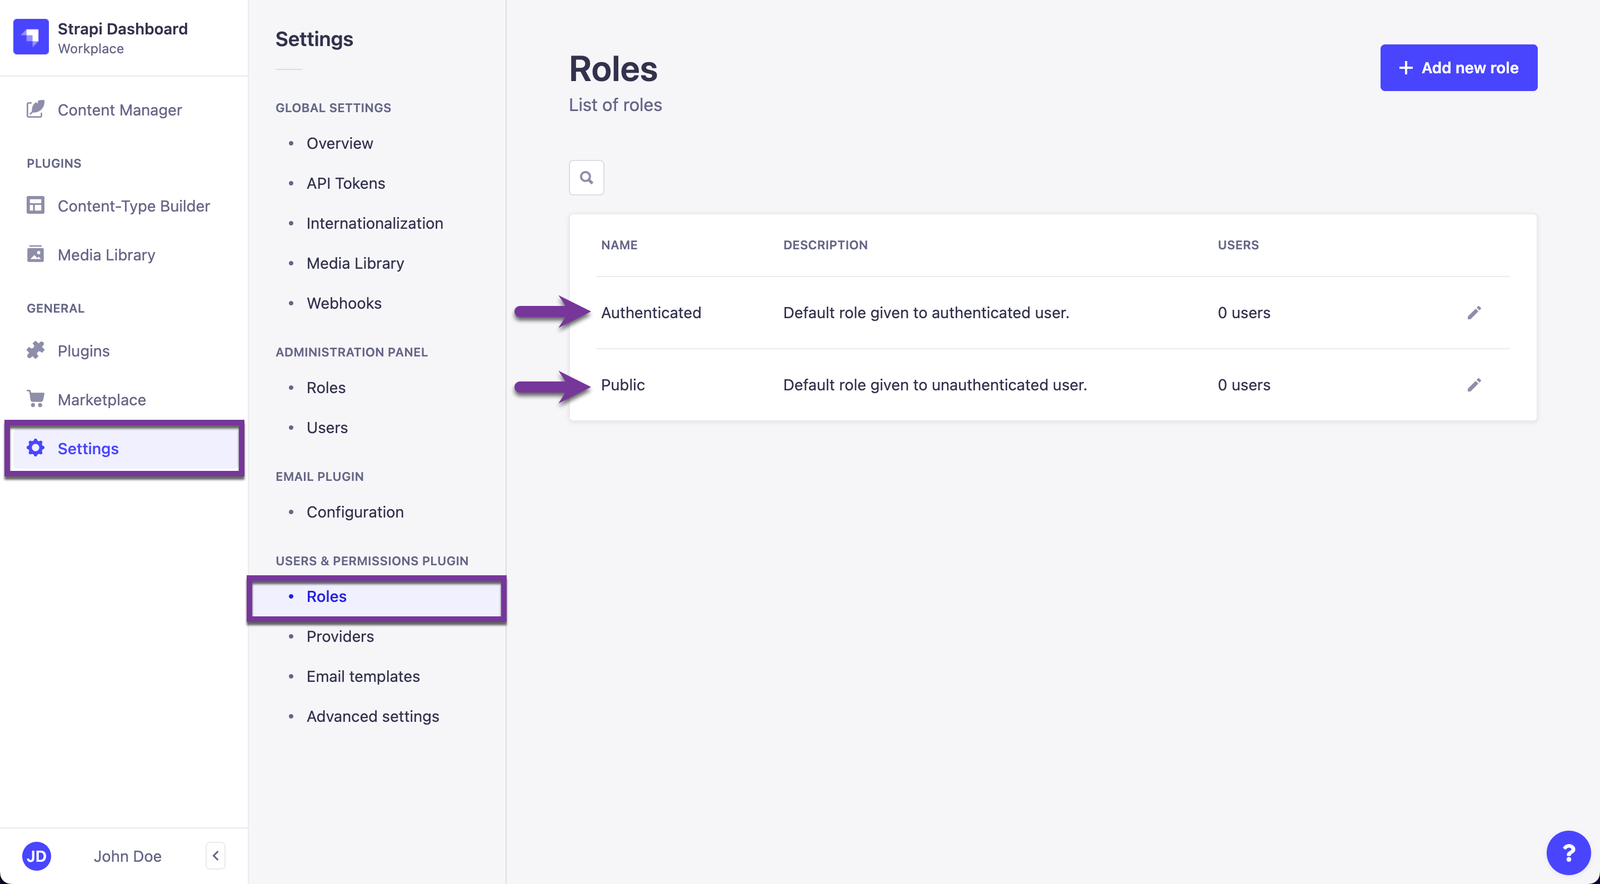 Strapi Dashboard
Workplace
Content Manager
PLUGINS
Content-Type Builder
Media Library
GENERAL
Plugins
Marketplace
Settings
JD
John Doe
Settings
GLOBAL SETTINGS
Overview
API Tokens
Internationalization
Media Library
Webhooks
ADMINISTRATION PANEL
Roles
Users
EMAIL PLUGIN
Configuration
USERS & PERMISSIONS PLUGIN
Roles
Providers
Email templates
Advanced settings
Roles
List of roles
+ Add new role
NAME DESCRIPTION USERS
Authenticated Default role given to authenticated user. 0 users
Public Default role given to unauthenticated user. 0 users
?